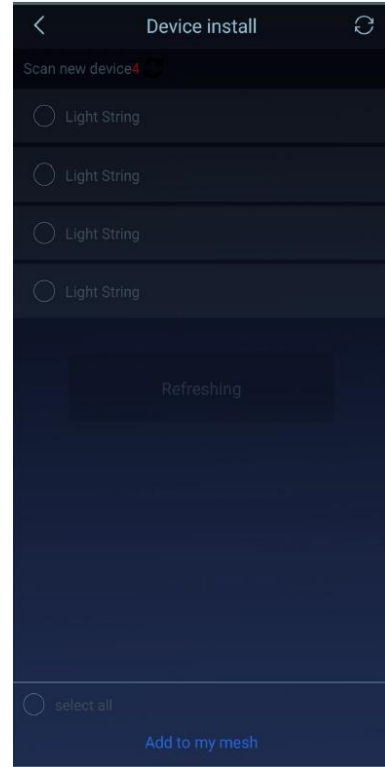 Device install
Scan new device4
Light String
Light String
Light String
Light String
Refreshing
select all
Add to my mesh